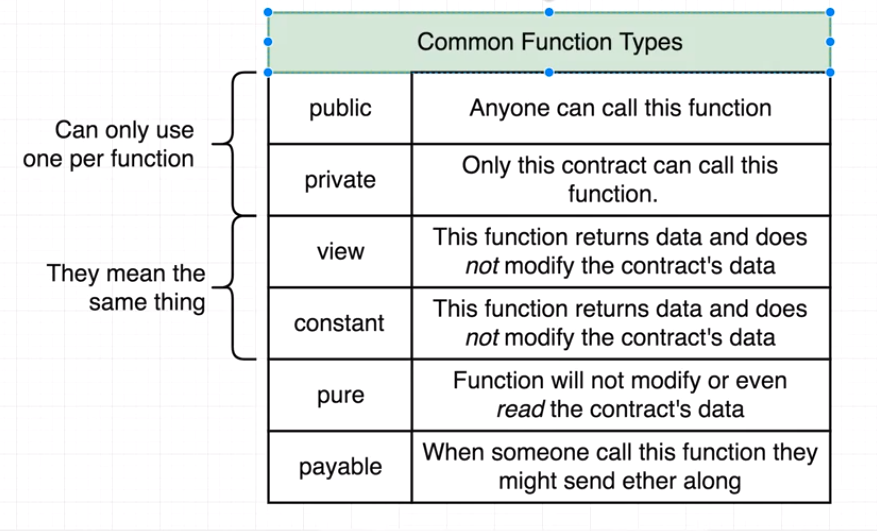 Common Function Types
Can only use
one per function
public
Anyone can call this function
private
Only this contract can call this
function.
They mean the
same thing
view
This function returns data and does
not modify the contract's data
constant
This function returns data and does
not modify the contract's data
pure
Function will not modify or even
read the contract's data
payable
When someone call this function they
might send ether along